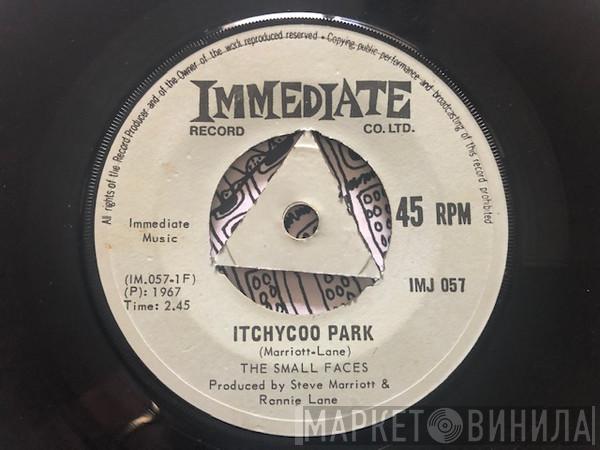 All rights of the Record Producer and of the Owner of the work reproduced reserved • Copying, public performance and broadcasting of this record prohibited
IMMEDIATE
RECORD CO. LTD.
45 RPM
Immediate
Music
(IM.057-1F)
(P): 1967
Time: 2.45
IMJ 057
ITCHYCOO PARK
(Marriott-Lane)
THE SMALL FACES
Produced by Steve Marriott &
Ronnie Lane
МАРКЕТ ВИНИЛА